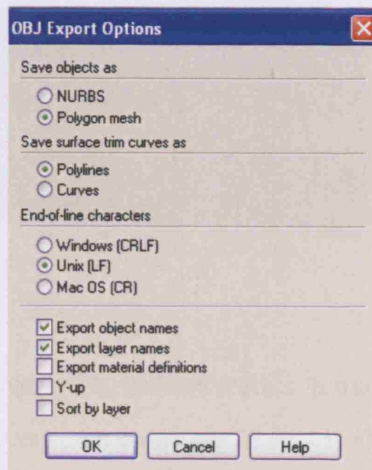 OBJ Export Options
Save objects as
NURBS
Polygon mesh
Save surface trim curves as
Polylines
Curves
End-of-line characters
Windows (CRLF)
Unix (LF)
Mac OS (CR)
Export object names
Export layer names
Export material definitions
Y-up
Sort by layer
OK Cancel Help